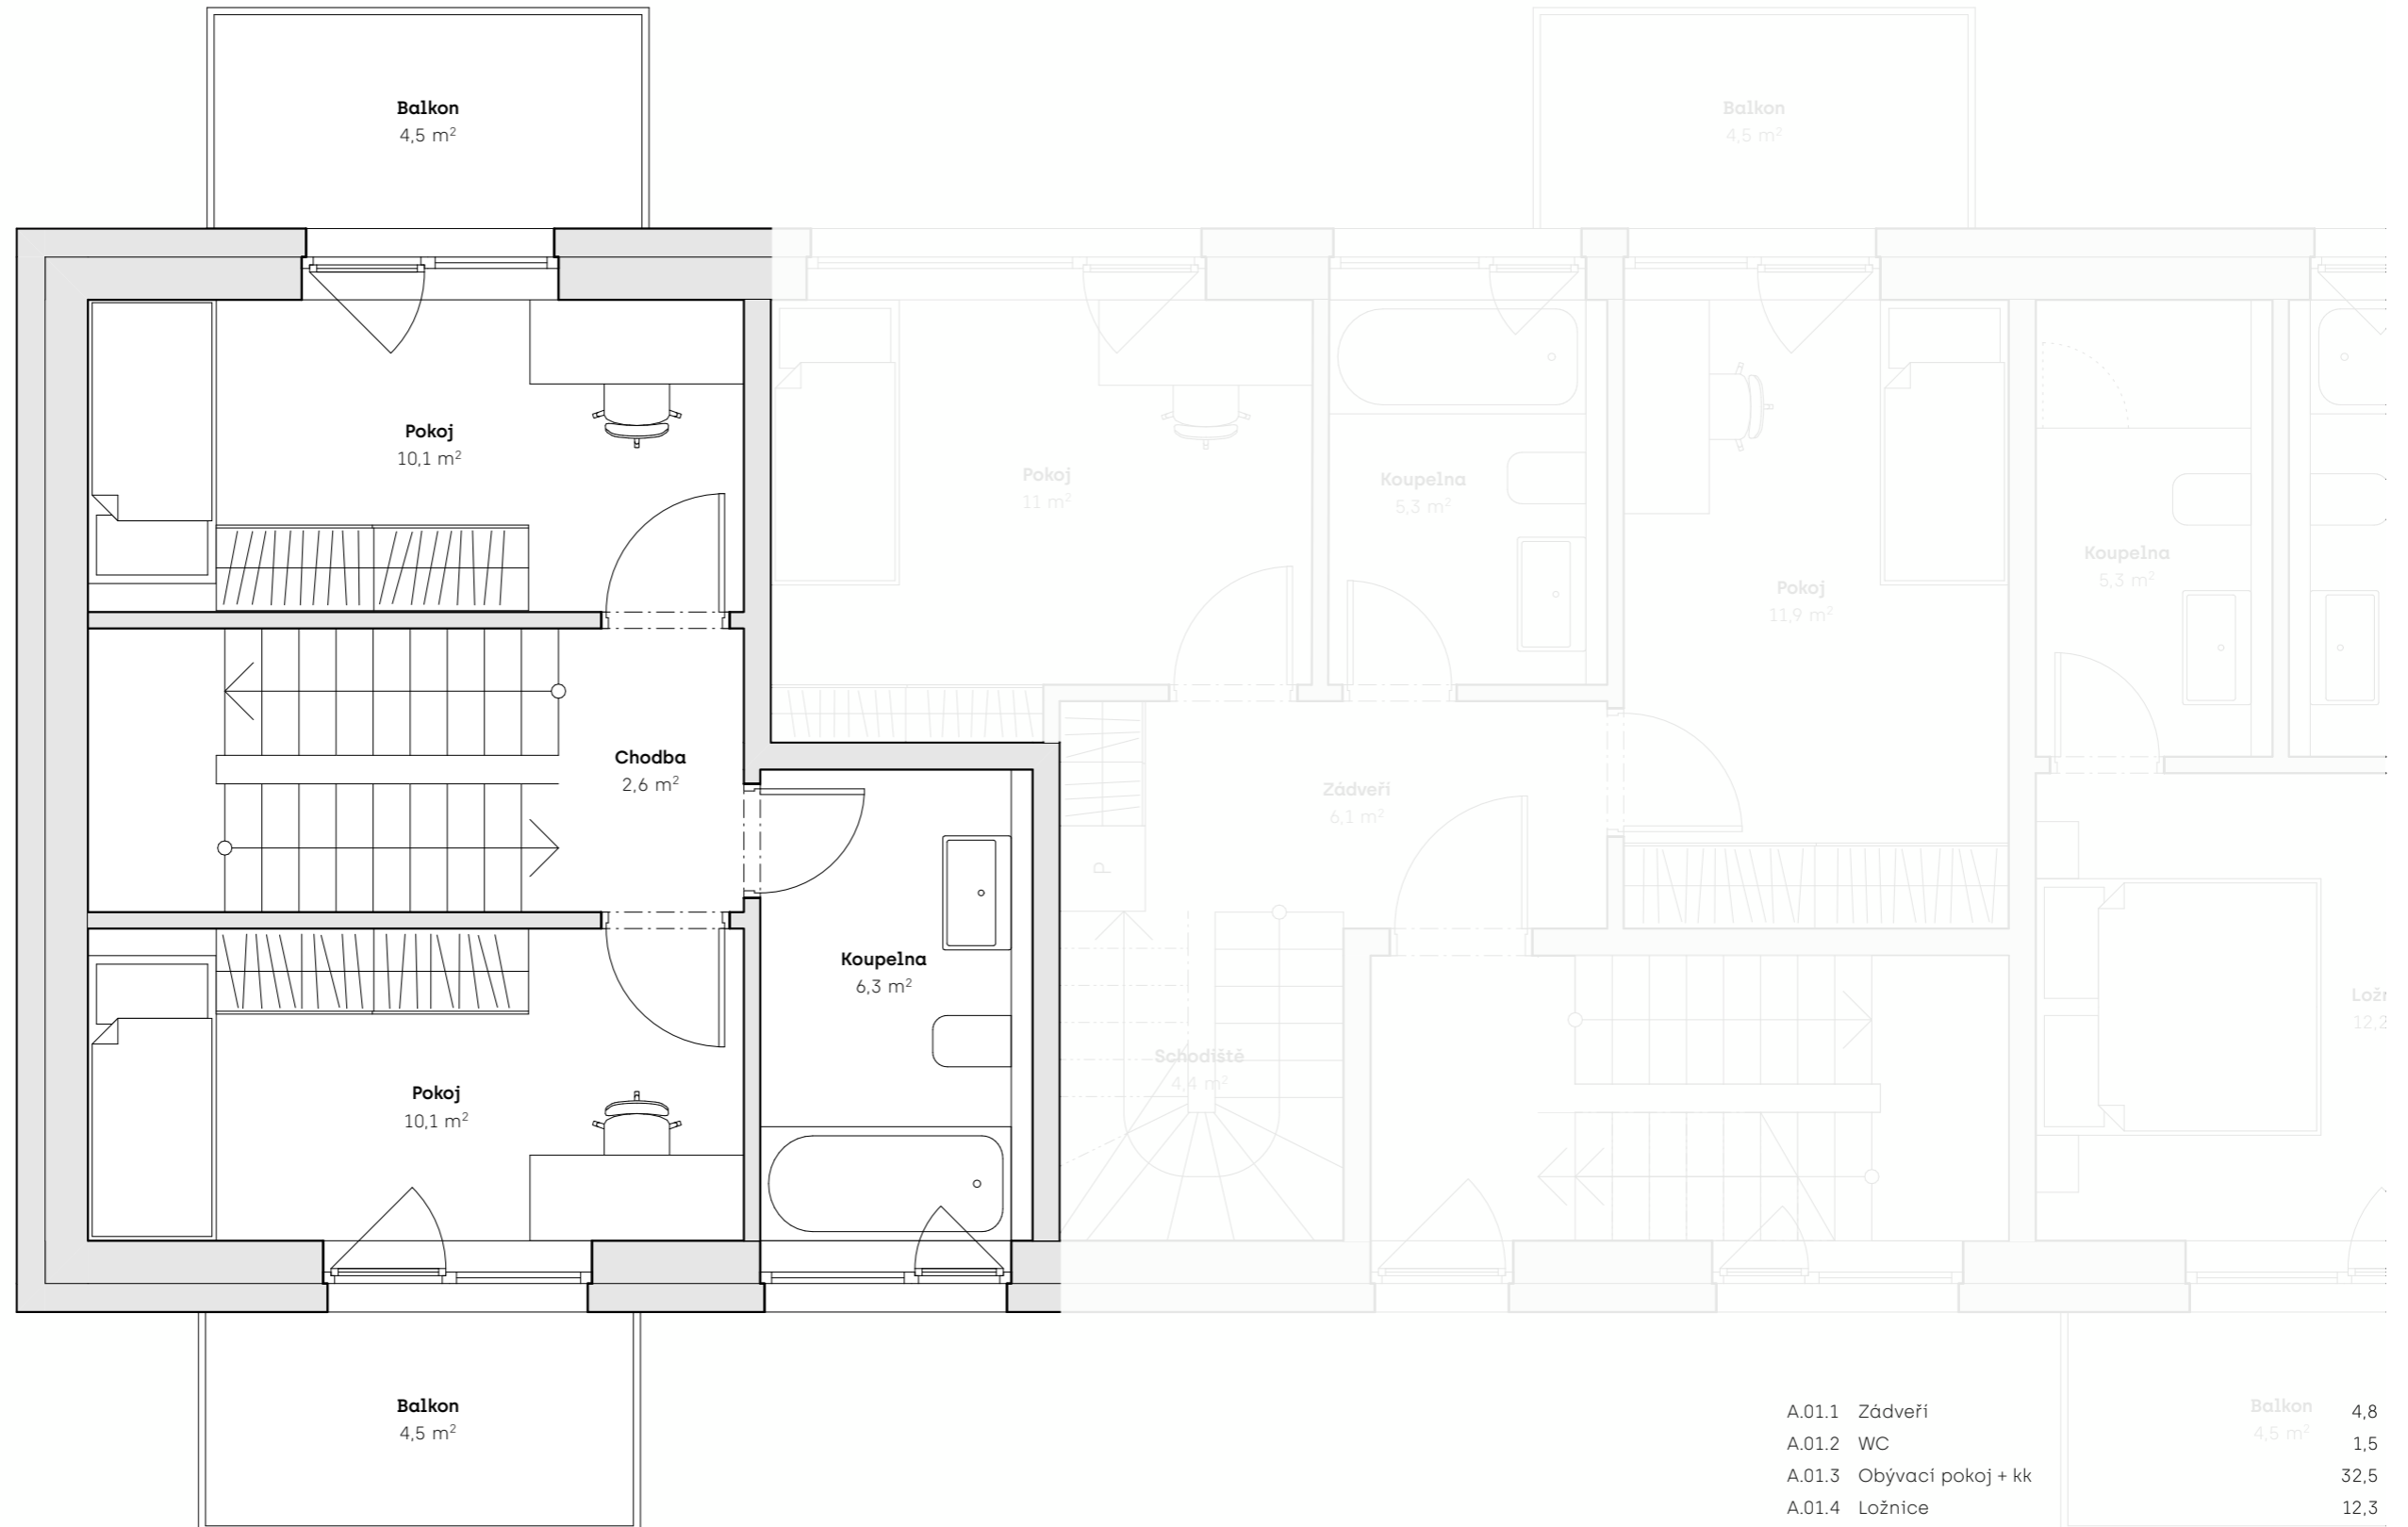 Balkon
4,5 m²
Balkon
4,5 m²
Pokoj
10,1 m²
Pokoj
11 m²
Koupelna
5,3 m²
Pokoj
11,9 m²
Koupelna
5,3 m²
Chodba
2,6 m²
Zádveří
6,1 m²
P
Koupelna
6,3 m²
Schodiště
4,4 m²
Pokoj
10,1 m²
Balkon
4,5 m²
Balkon
4,5 m²
A.01.1 Zádveří 4,8
A.01.2 WC 1,5
A.01.3 Obývací pokoj + kk 32,5
A.01.4 Ložnice 12,3